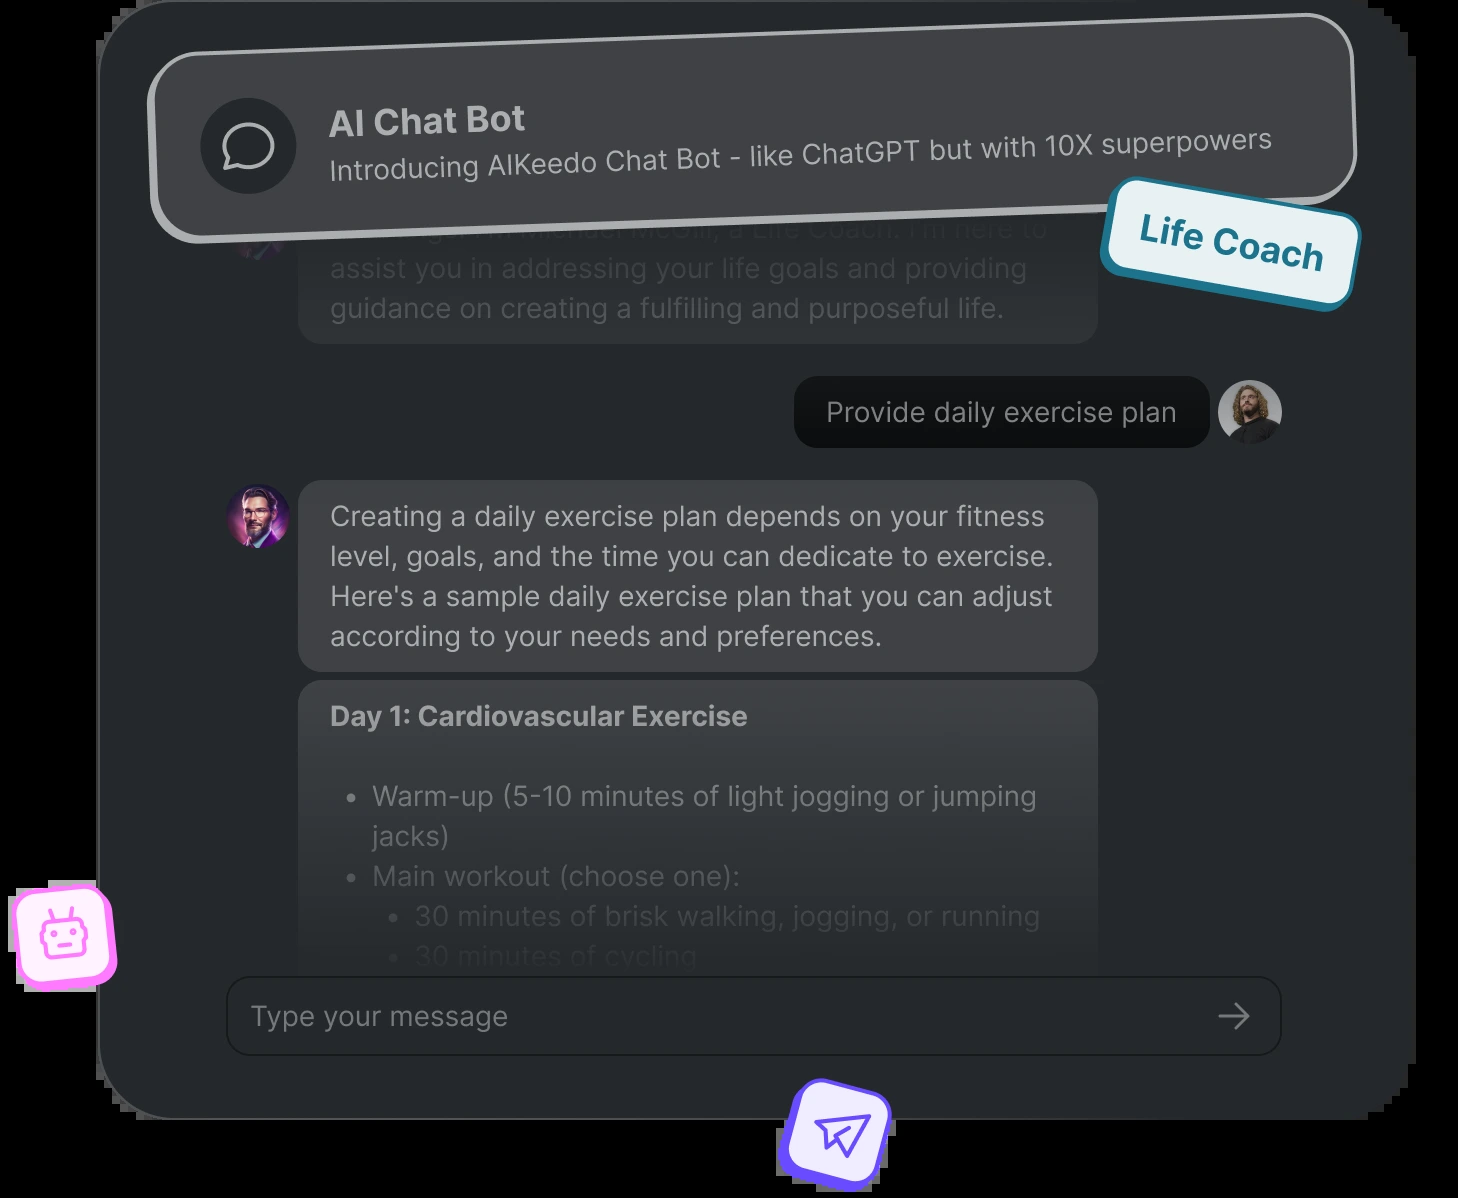 AI Chat Bot
Introducing AIKeedo Chat Bot - like ChatGPT but with 10X superpowers
Life Coach
a Life Coach. I'm here to
assist you in addressing your life goals and providing
guidance on creating a fulfilling and purposeful life.
Provide daily exercise plan
Creating a daily exercise plan depends on your fitness
level, goals, and the time you can dedicate to exercise.
Here's a sample daily exercise plan that you can adjust
according to your needs and preferences.
Day 1: Cardiovascular Exercise
• Warm-up (5-10 minutes of light jogging or jumping
jacks)
• Main workout (choose one):
• 30 minutes of brisk walking, jogging, or running
• 30 minutes of cycling
Type your message